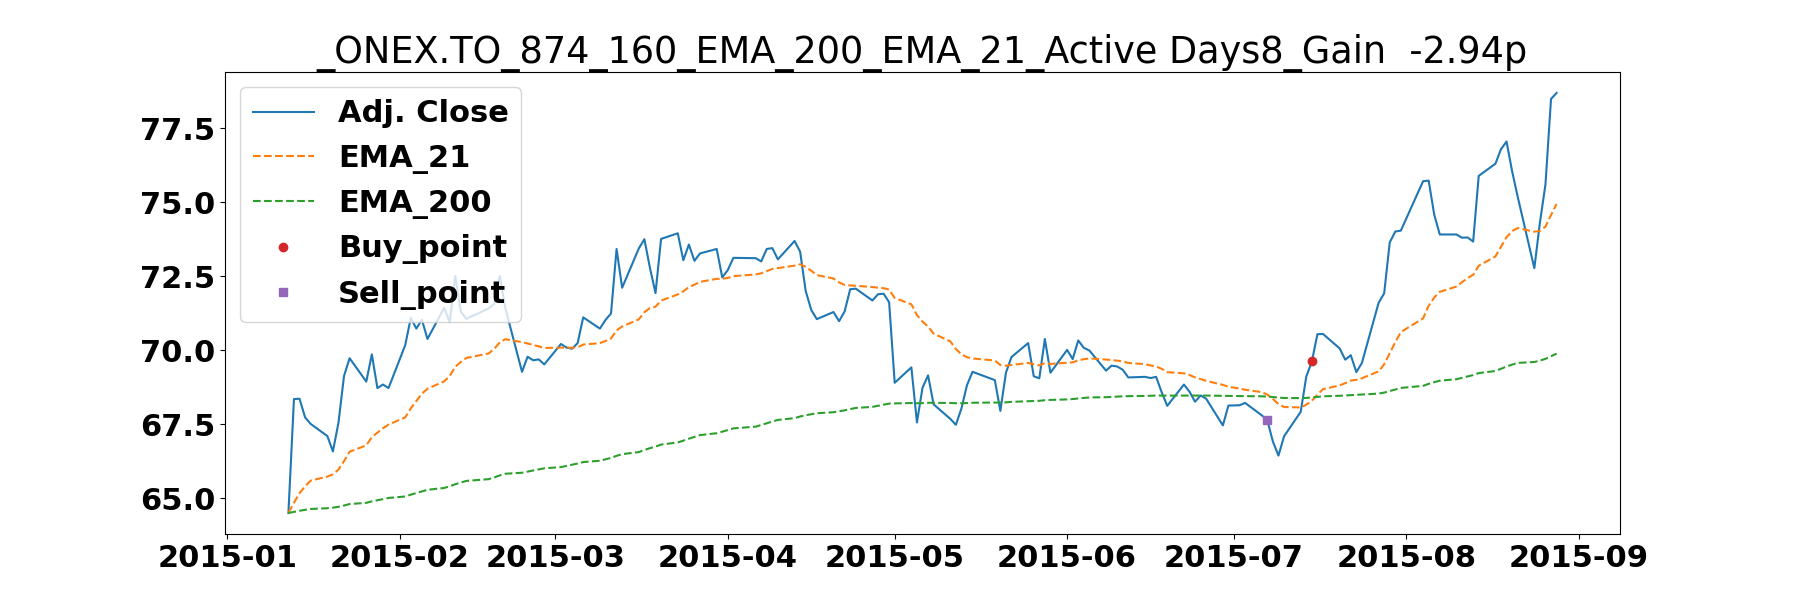 _ONEX.TO_874_160_EMA_200_EMA_21_Active Days8_Gain  -2.94p
Adj. Close
EMA_21
EMA_200
Buy_point
Sell_point
77.5
75.0
72.5
70.0
67.5
65.0
2015-01 2015-02 2015-03 2015-04 2015-05 2015-06 2015-07 2015-08 2015-09